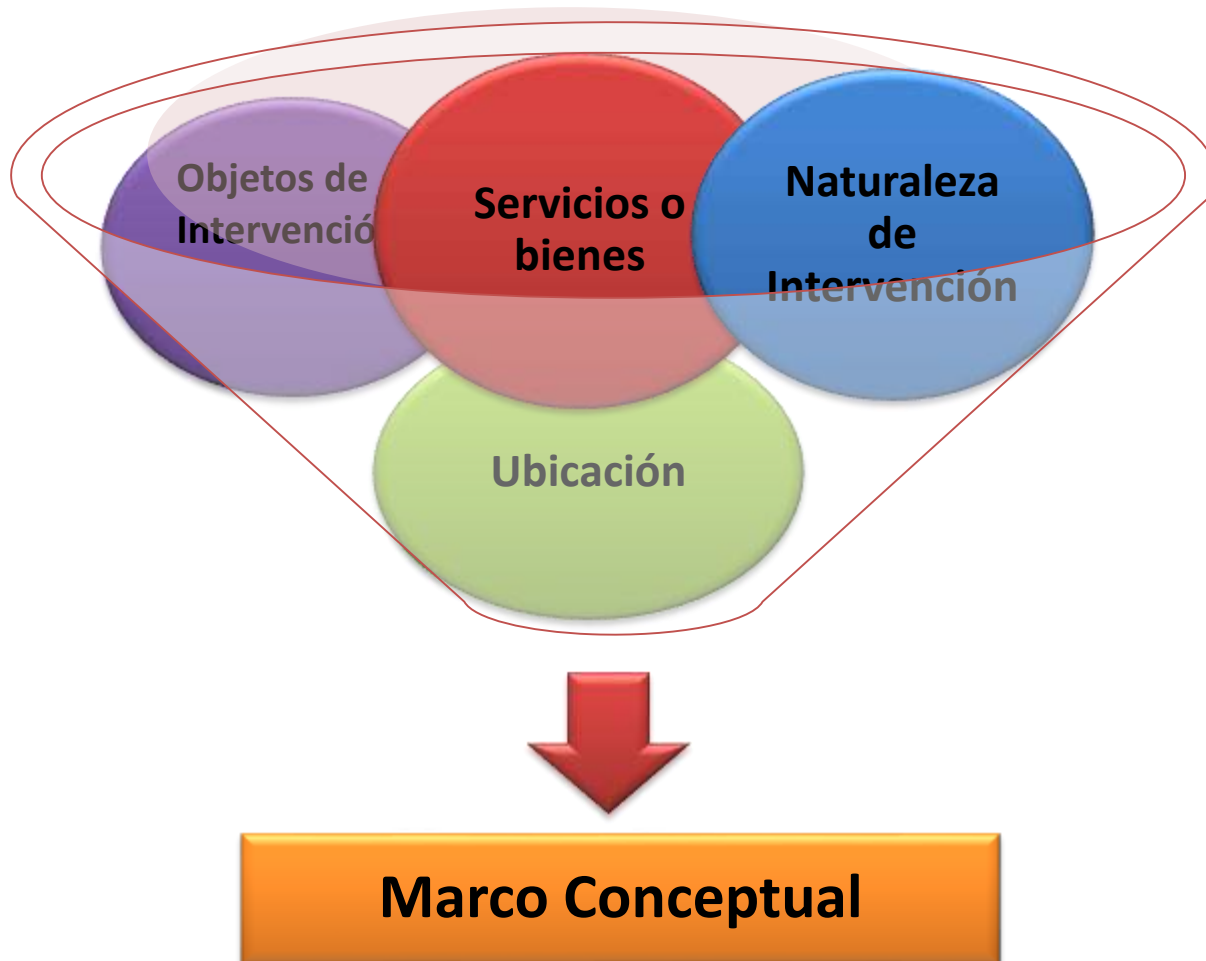 Objetos de
Intervenció
Servicios o
bienes
Naturaleza
de
Intervención
Ubicación
Marco Conceptual